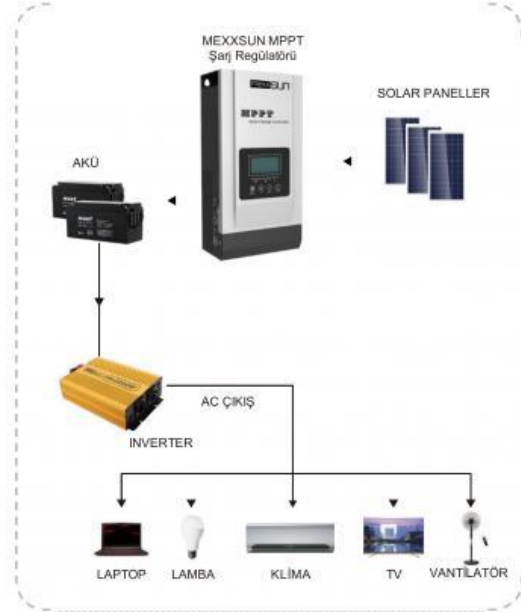 MEXXSUN MPPT
Şarj Regülatörü
SOLAR PANELLER
AKÜ
MPPT
AC ÇIKIŞ
INVERTER
LAPTOP
LAMBA
KLİMA
TV
VANTİLATÖR